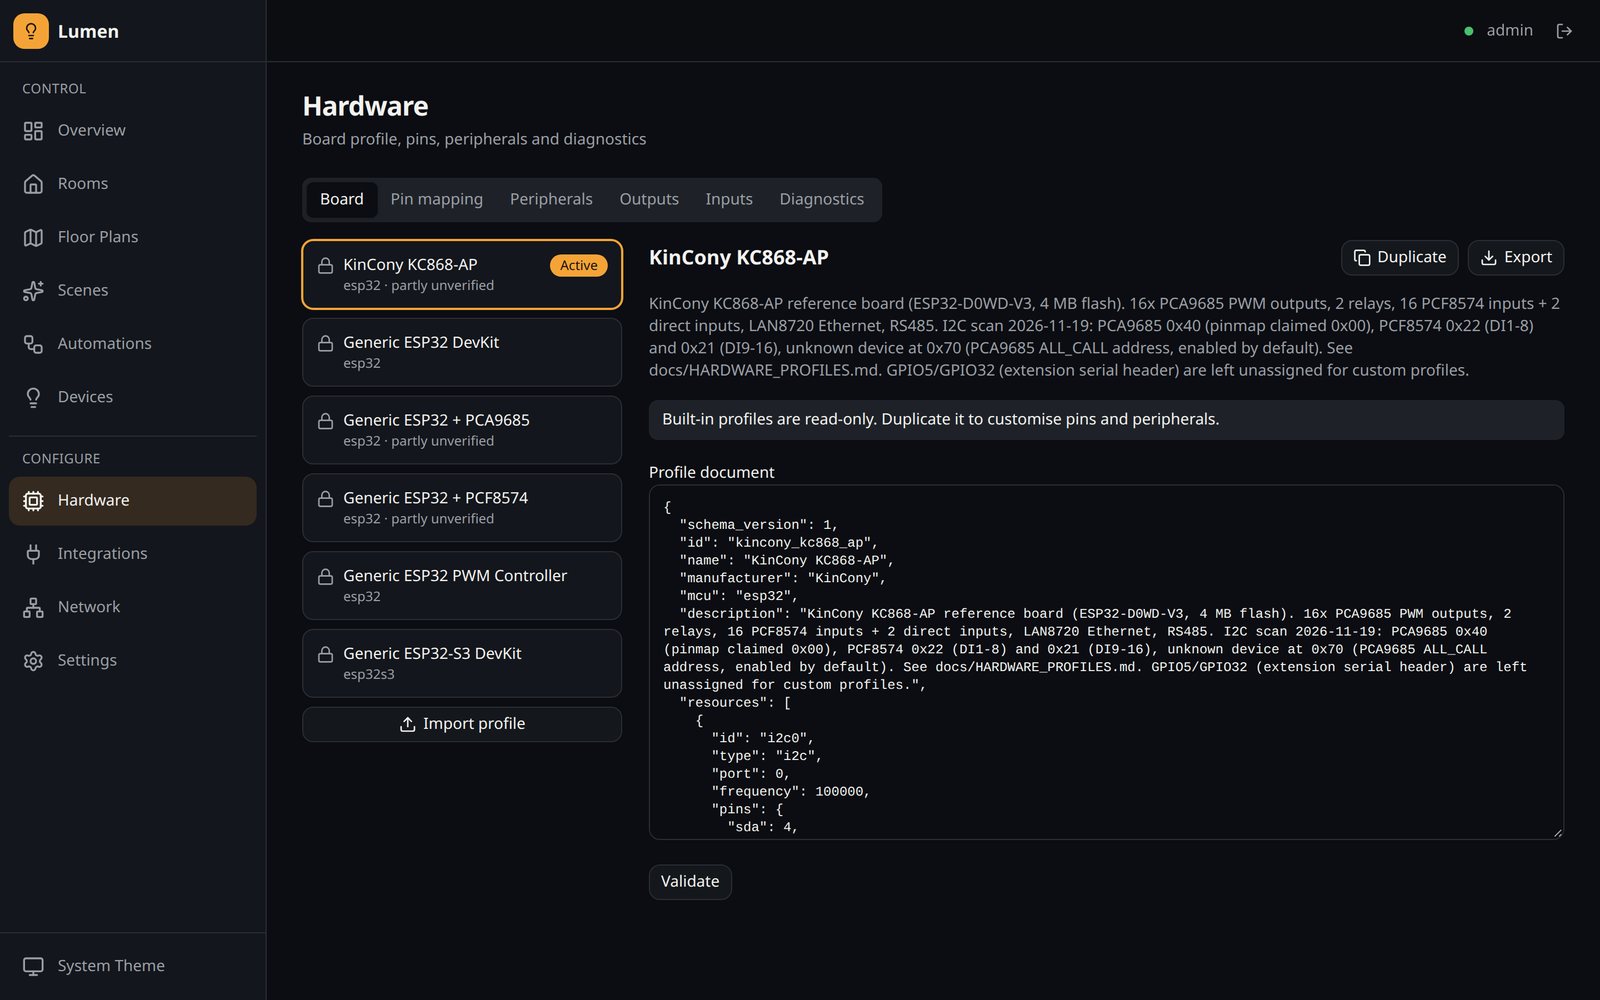 Lumen
admin
CONTROL
Overview
Rooms
Floor Plans
Scenes
Automations
Devices
CONFIGURE
Hardware
Integrations
Network
Settings
System Theme
Hardware
Board profile, pins, peripherals and diagnostics
Board
Pin mapping
Peripherals
Outputs
Inputs
Diagnostics
KinCony KC868-AP
Active
esp32 · partly unverified
Generic ESP32 DevKit
esp32
Generic ESP32 + PCA9685
esp32 · partly unverified
Generic ESP32 + PCF8574
esp32 · partly unverified
Generic ESP32 PWM Controller
esp32
Generic ESP32-S3 DevKit
esp32s3
Import profile
KinCony KC868-AP
Duplicate
Export
KinCony KC868-AP reference board (ESP32-D0WD-V3, 4 MB flash). 16x PCA9685 PWM outputs, 2 relays, 16 PCF8574 inputs + 2
direct inputs, LAN8720 Ethernet, RS485. I2C scan 2026-11-19: PCA9685 0x40 (pinmap claimed 0x00), PCF8574 0x22 (DI1-8)
and 0x21 (DI9-16), unknown device at 0x70 (PCA9685 ALL_CALL address, enabled by default). See
docs/HARDWARE_PROFILES.md. GPIO5/GPIO32 (extension serial header) are left unassigned for custom profiles.
Built-in profiles are read-only. Duplicate it to customise pins and peripherals.
Profile document
{
  "schema_version": 1,
  "id": "kincony_kc868_ap",
  "name": "KinCony KC868-AP",
  "manufacturer": "KinCony",
  "mcu": "esp32",
  "description": "KinCony KC868-AP reference board (ESP32-D0WD-V3, 4 MB flash). 16x PCA9685 PWM outputs, 2
relays, 16 PCF8574 inputs + 2 direct inputs, LAN8720 Ethernet, RS485. I2C scan 2026-11-19: PCA9685 0x40
(pinmap claimed 0x00), PCF8574 0x22 (DI1-8) and 0x21 (DI9-16), unknown device at 0x70 (PCA9685 ALL_CALL
address, enabled by default). See docs/HARDWARE_PROFILES.md. GPIO5/GPIO32 (extension serial header) are left
unassigned for custom profiles.",
  "resources": [
    {
      "id": "i2c0",
      "type": "i2c",
      "port": 0,
      "frequency": 100000,
      "pins": {
        "sda": 4,
Validate